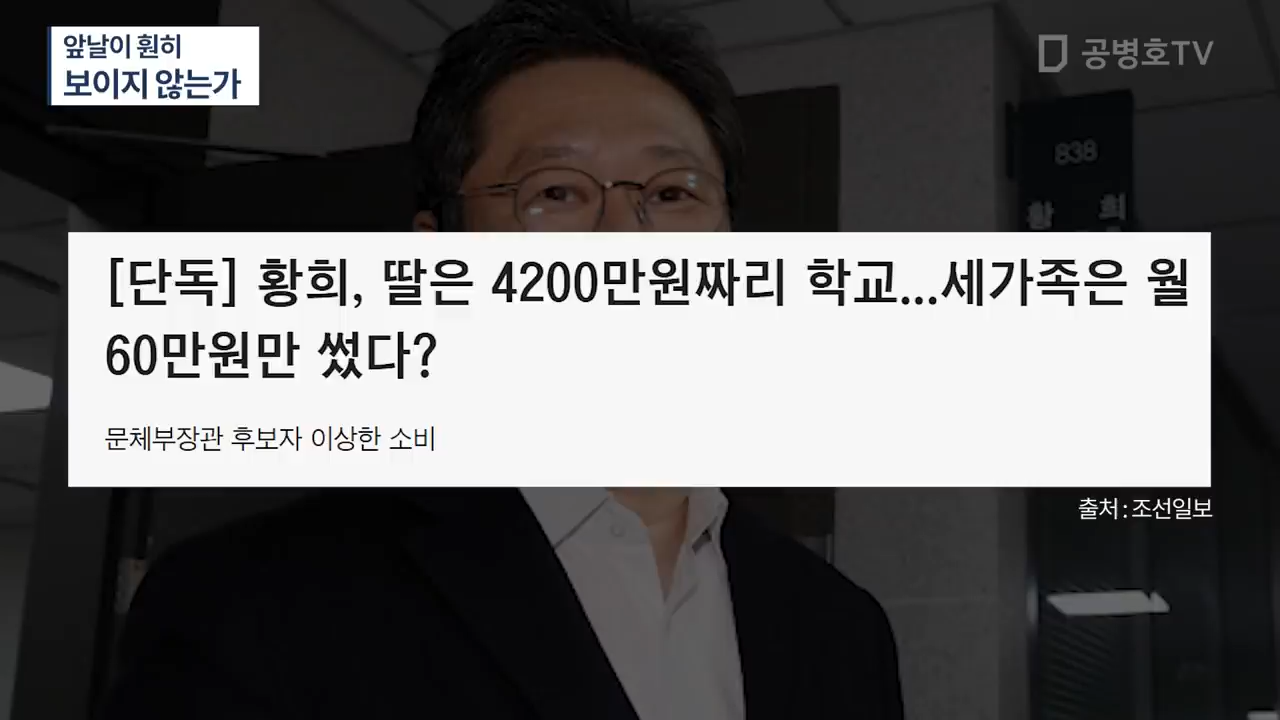 앞날이 훤히
보이지 않는가
공병호TV
838
황 희
[단독] 황희, 딸은 4200만원짜리 학교...세가족은 월
60만원만 썼다?
문체부장관 후보자 이상한 소비
출처 : 조선일보